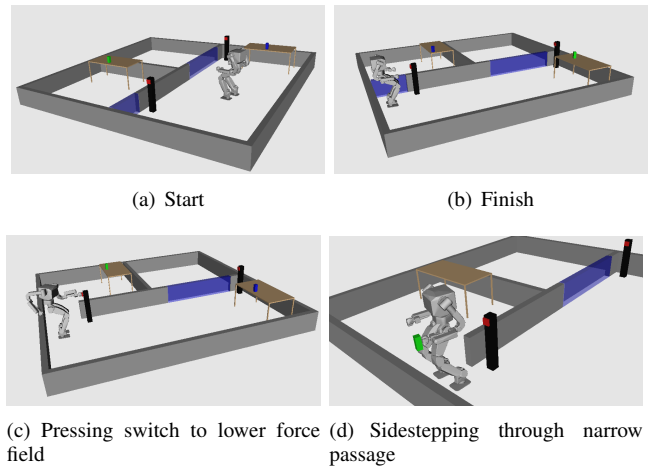 (a) Start
(b) Finish
(c) Pressing switch to lower force field
(d) Sidestepping through narrow passage